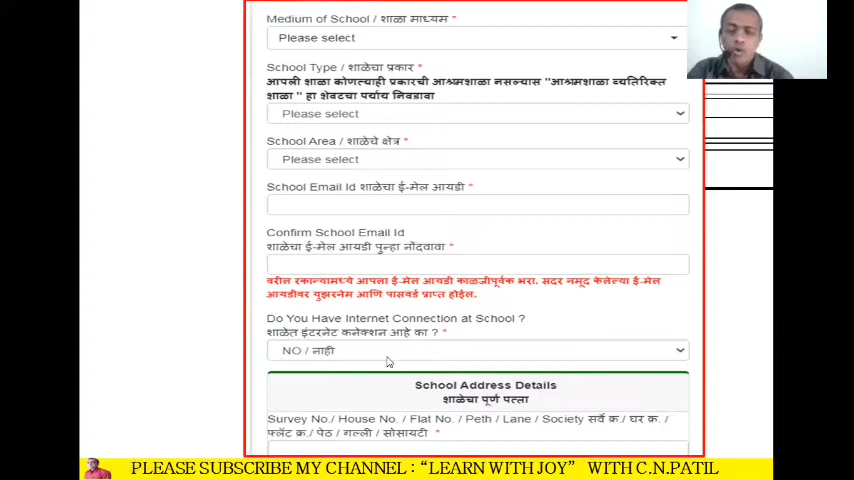 Medium of School / शाळा माध्यम *
Please select
School Type / शाळेचा प्रकार *
आपली शाळा कोणत्याही प्रकारची आश्रमशाळा नसल्यास "आश्रमशाळा व्यतिरिक्त
शाळा " हा शेवटचा पर्याय निवडावा
Please select
School Area / शाळेचे क्षेत्र *
Please select
School Email Id शाळेचा ई-मेल आयडी *
Confirm School Email Id
शाळेचा ई-मेल आयडी पुन्हा नोंदवावा *
वरील रकान्यामध्ये आपला ई-मेल आयडी काळजीपूर्वक भरा. सदर नमूद केलेल्या ई-मेल
आयडीवर युझरनेम आणि पासवर्ड प्राप्त होईल.
Do You Have Internet Connection at School ?
शाळेत इंटरनेट कनेक्शन आहे का ? *
NO / नाही
School Address Details
शाळेचा पूर्ण पत्ता
Survey No./ House No. / Flat No. / Peth / Lane / Society सर्वे क्र./ घर क्र. /
फ्लॅट क्र./ पेठ / गल्ली / सोसायटी *
PLEASE SUBSCRIBE MY CHANNEL : “LEARN WITH JOY” WITH C.N.PATIL